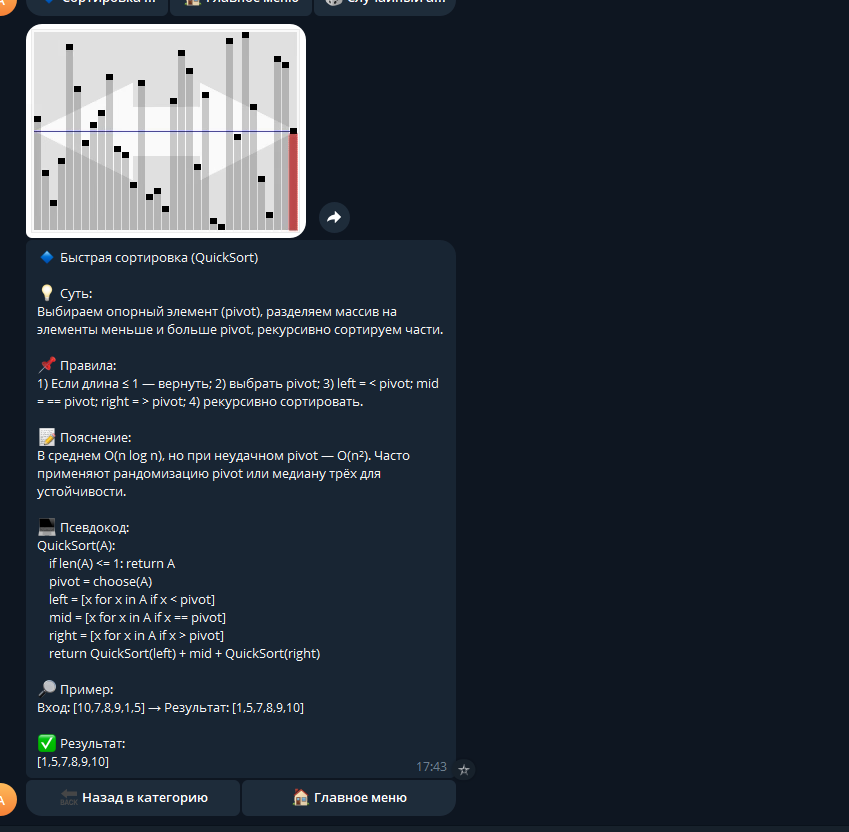 Главное меню
Быстрая сортировка (QuickSort)
Суть:
Выбираем опорный элемент (pivot), разделяем массив на
элементы меньше и больше pivot, рекурсивно сортируем части.
Правила:
1) Если длина ≤ 1 — вернуть; 2) выбрать pivot; 3) left = < pivot; mid
= == pivot; right = > pivot; 4) рекурсивно сортировать.
Пояснение:
В среднем O(n log n), но при неудачном pivot — O(n²). Часто
применяют рандомизацию pivot или медиану трёх для
устойчивости.
Псевдокод:
QuickSort(A):
if len(A) <= 1: return A
pivot = choose(A)
left = [x for x in A if x < pivot]
mid = [x for x in A if x == pivot]
right = [x for x in A if x > pivot]
return QuickSort(left) + mid + QuickSort(right)
Пример:
Вход: [10,7,8,9,1,5] → Результат: [1,5,7,8,9,10]
Результат:
[1,5,7,8,9,10]
17:43
A
BACK Назад в категорию
Главное меню